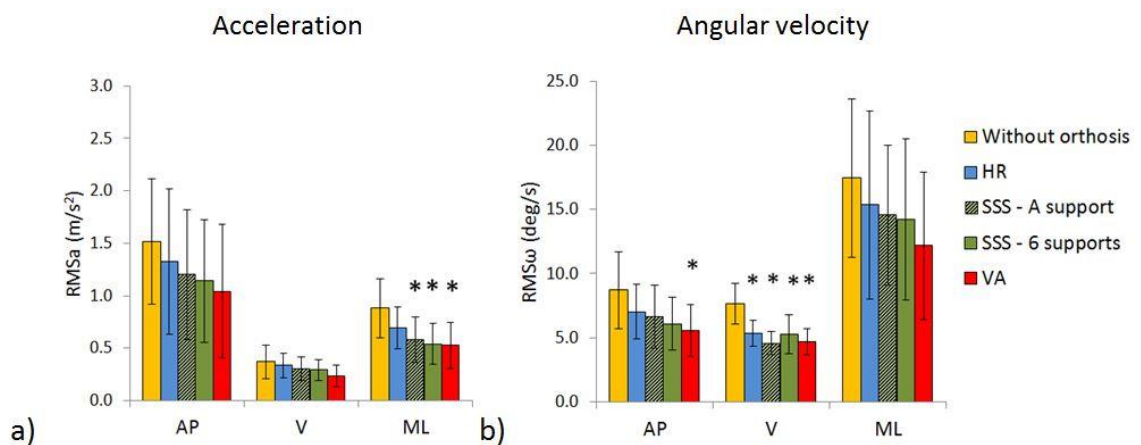 Acceleration
3.0
2.5
2.0
1.5
1.0
0.5
0.0
RMSa (m/s²)
* * *
AP V ML
a)
Angular velocity
25.0
20.0
15.0
10.0
5.0
0.0
RMSω (deg/s)
*
* * **
AP V ML
b)
Without orthosis
HR
SSS - A support
SSS - 6 supports
VA